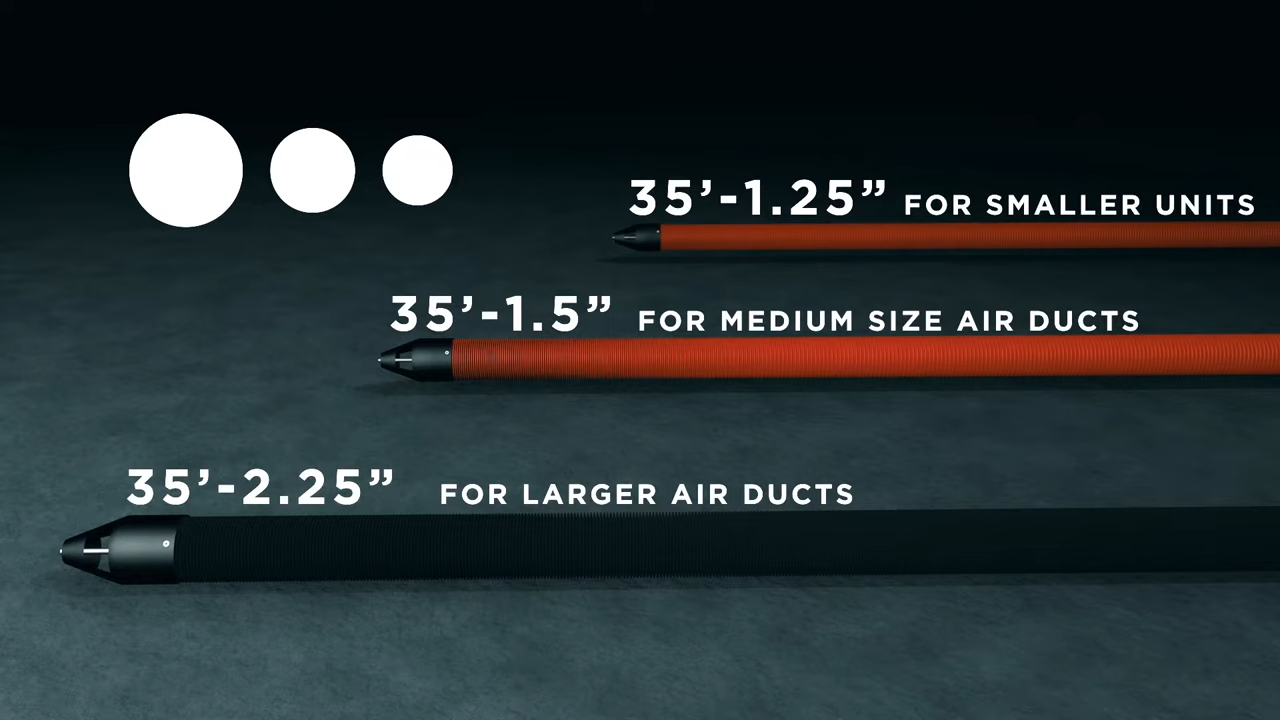 35’-1.25” FOR SMALLER UNITS
35’-1.5” FOR MEDIUM SIZE AIR DUCTS
35’-2.25” FOR LARGER AIR DUCTS